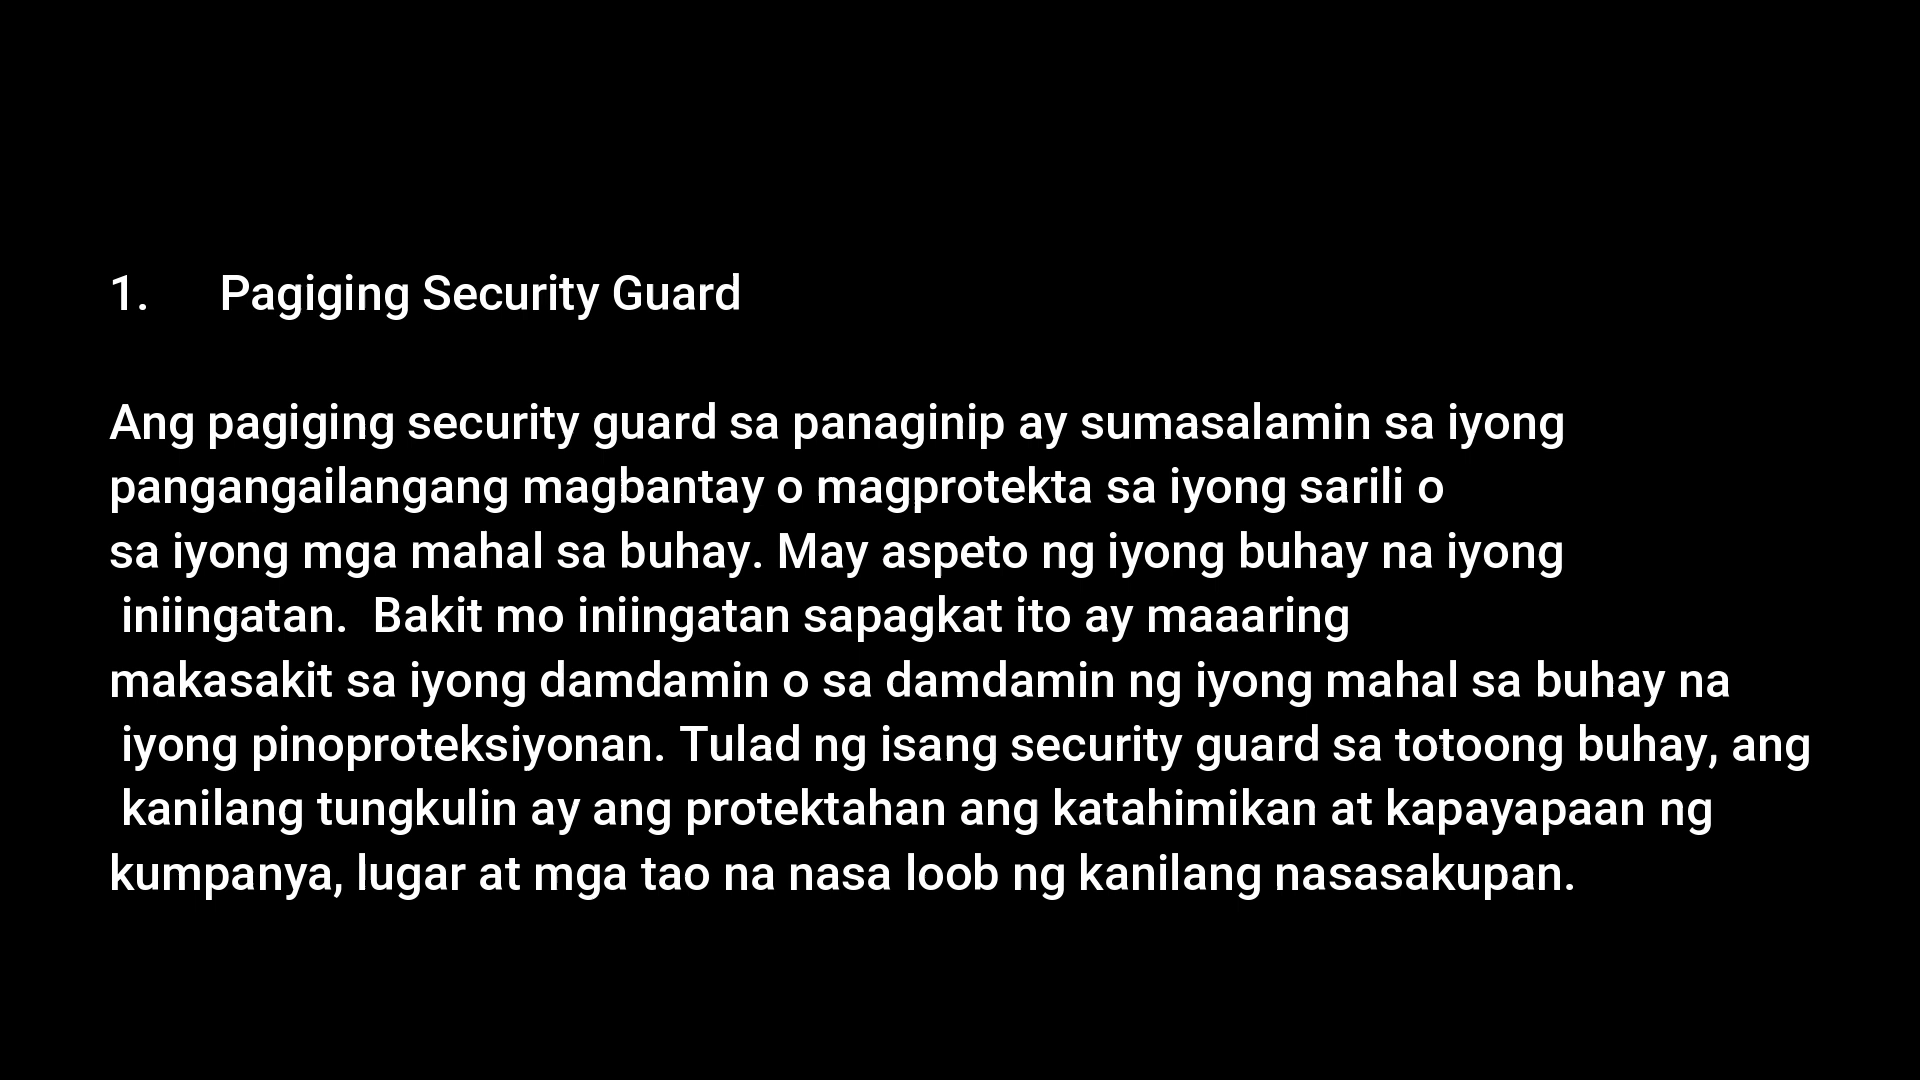 1. Pagiging Security Guard
Ang pagiging security guard sa panaginip ay sumasalamin sa iyong
pangangailangang magbantay o magprotekta sa iyong sarili o
sa iyong mga mahal sa buhay. May aspeto ng iyong buhay na iyong
iniingatan. Bakit mo iniingatan sapagkat ito ay maaaring
makasakit sa iyong damdamin o sa damdamin ng iyong mahal sa buhay na
iyong pinoproteksiyonan. Tulad ng isang security guard sa totoong buhay, ang
kanilang tungkulin ay ang protektahan ang katahimikan at kapayapaan ng
kumpanya, lugar at mga tao na nasa loob ng kanilang nasasakupan.